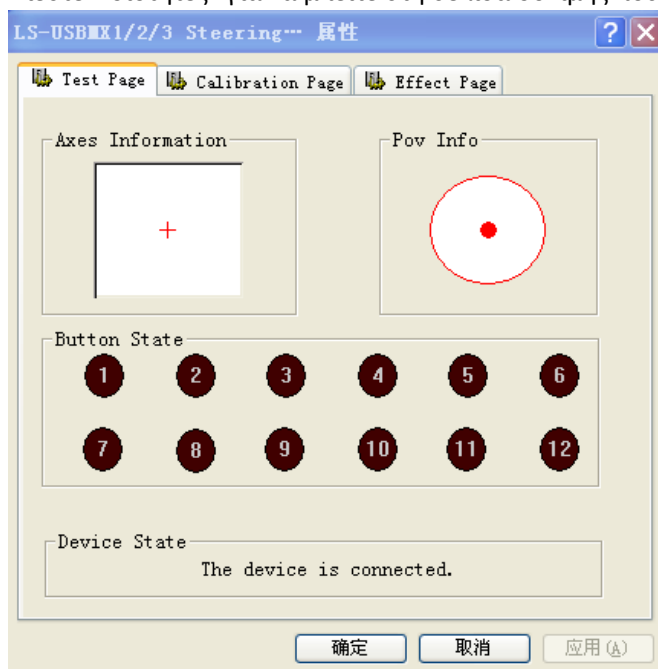 LS-USBMX1/2/3 Steering… 属性
Test Page Calibration Page Effect Page
Axes Information Pov Info
Button State
1 2 3 4 5 6
7 8 9 10 11 12
Device State
The device is connected.
确定 取消 应用(A)